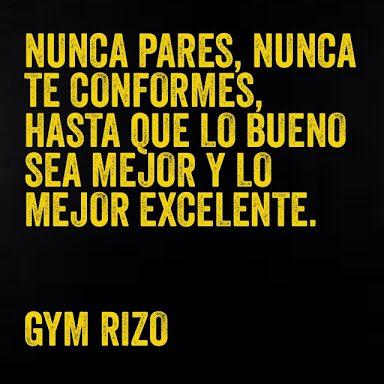 NUNCA PARES, NUNCA
TE CONFORMES,
HASTA QUE LO BUENO
SEA MEJOR Y LO
MEJOR EXCELENTE.
GYM RIZO